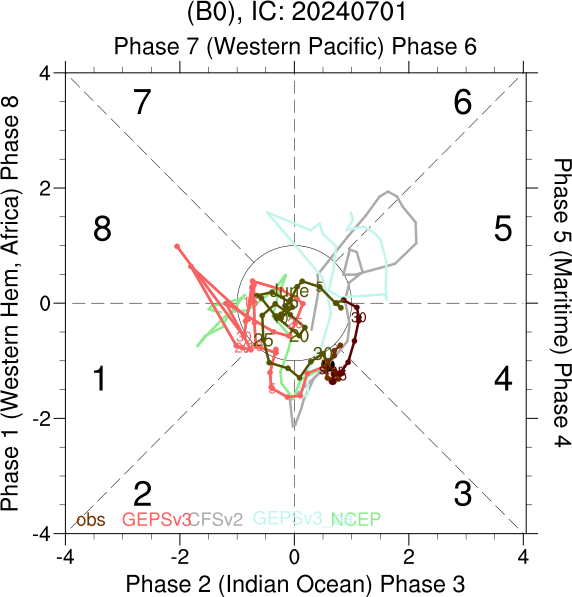 (B0), IC: 20240701
Phase 7 (Western Pacific) Phase 6
Phase 1 (Western Hem, Africa) Phase 8
Phase 5 (Maritime) Phase 4
4
2
0
-2
-4
7
6
8
5
1
4
2
3
June
25
20
30
30
5
obs
GEPSv3
CFSv2
GEPSv3
NCEP
-4
-2
0
2
4
Phase 2 (Indian Ocean) Phase 3